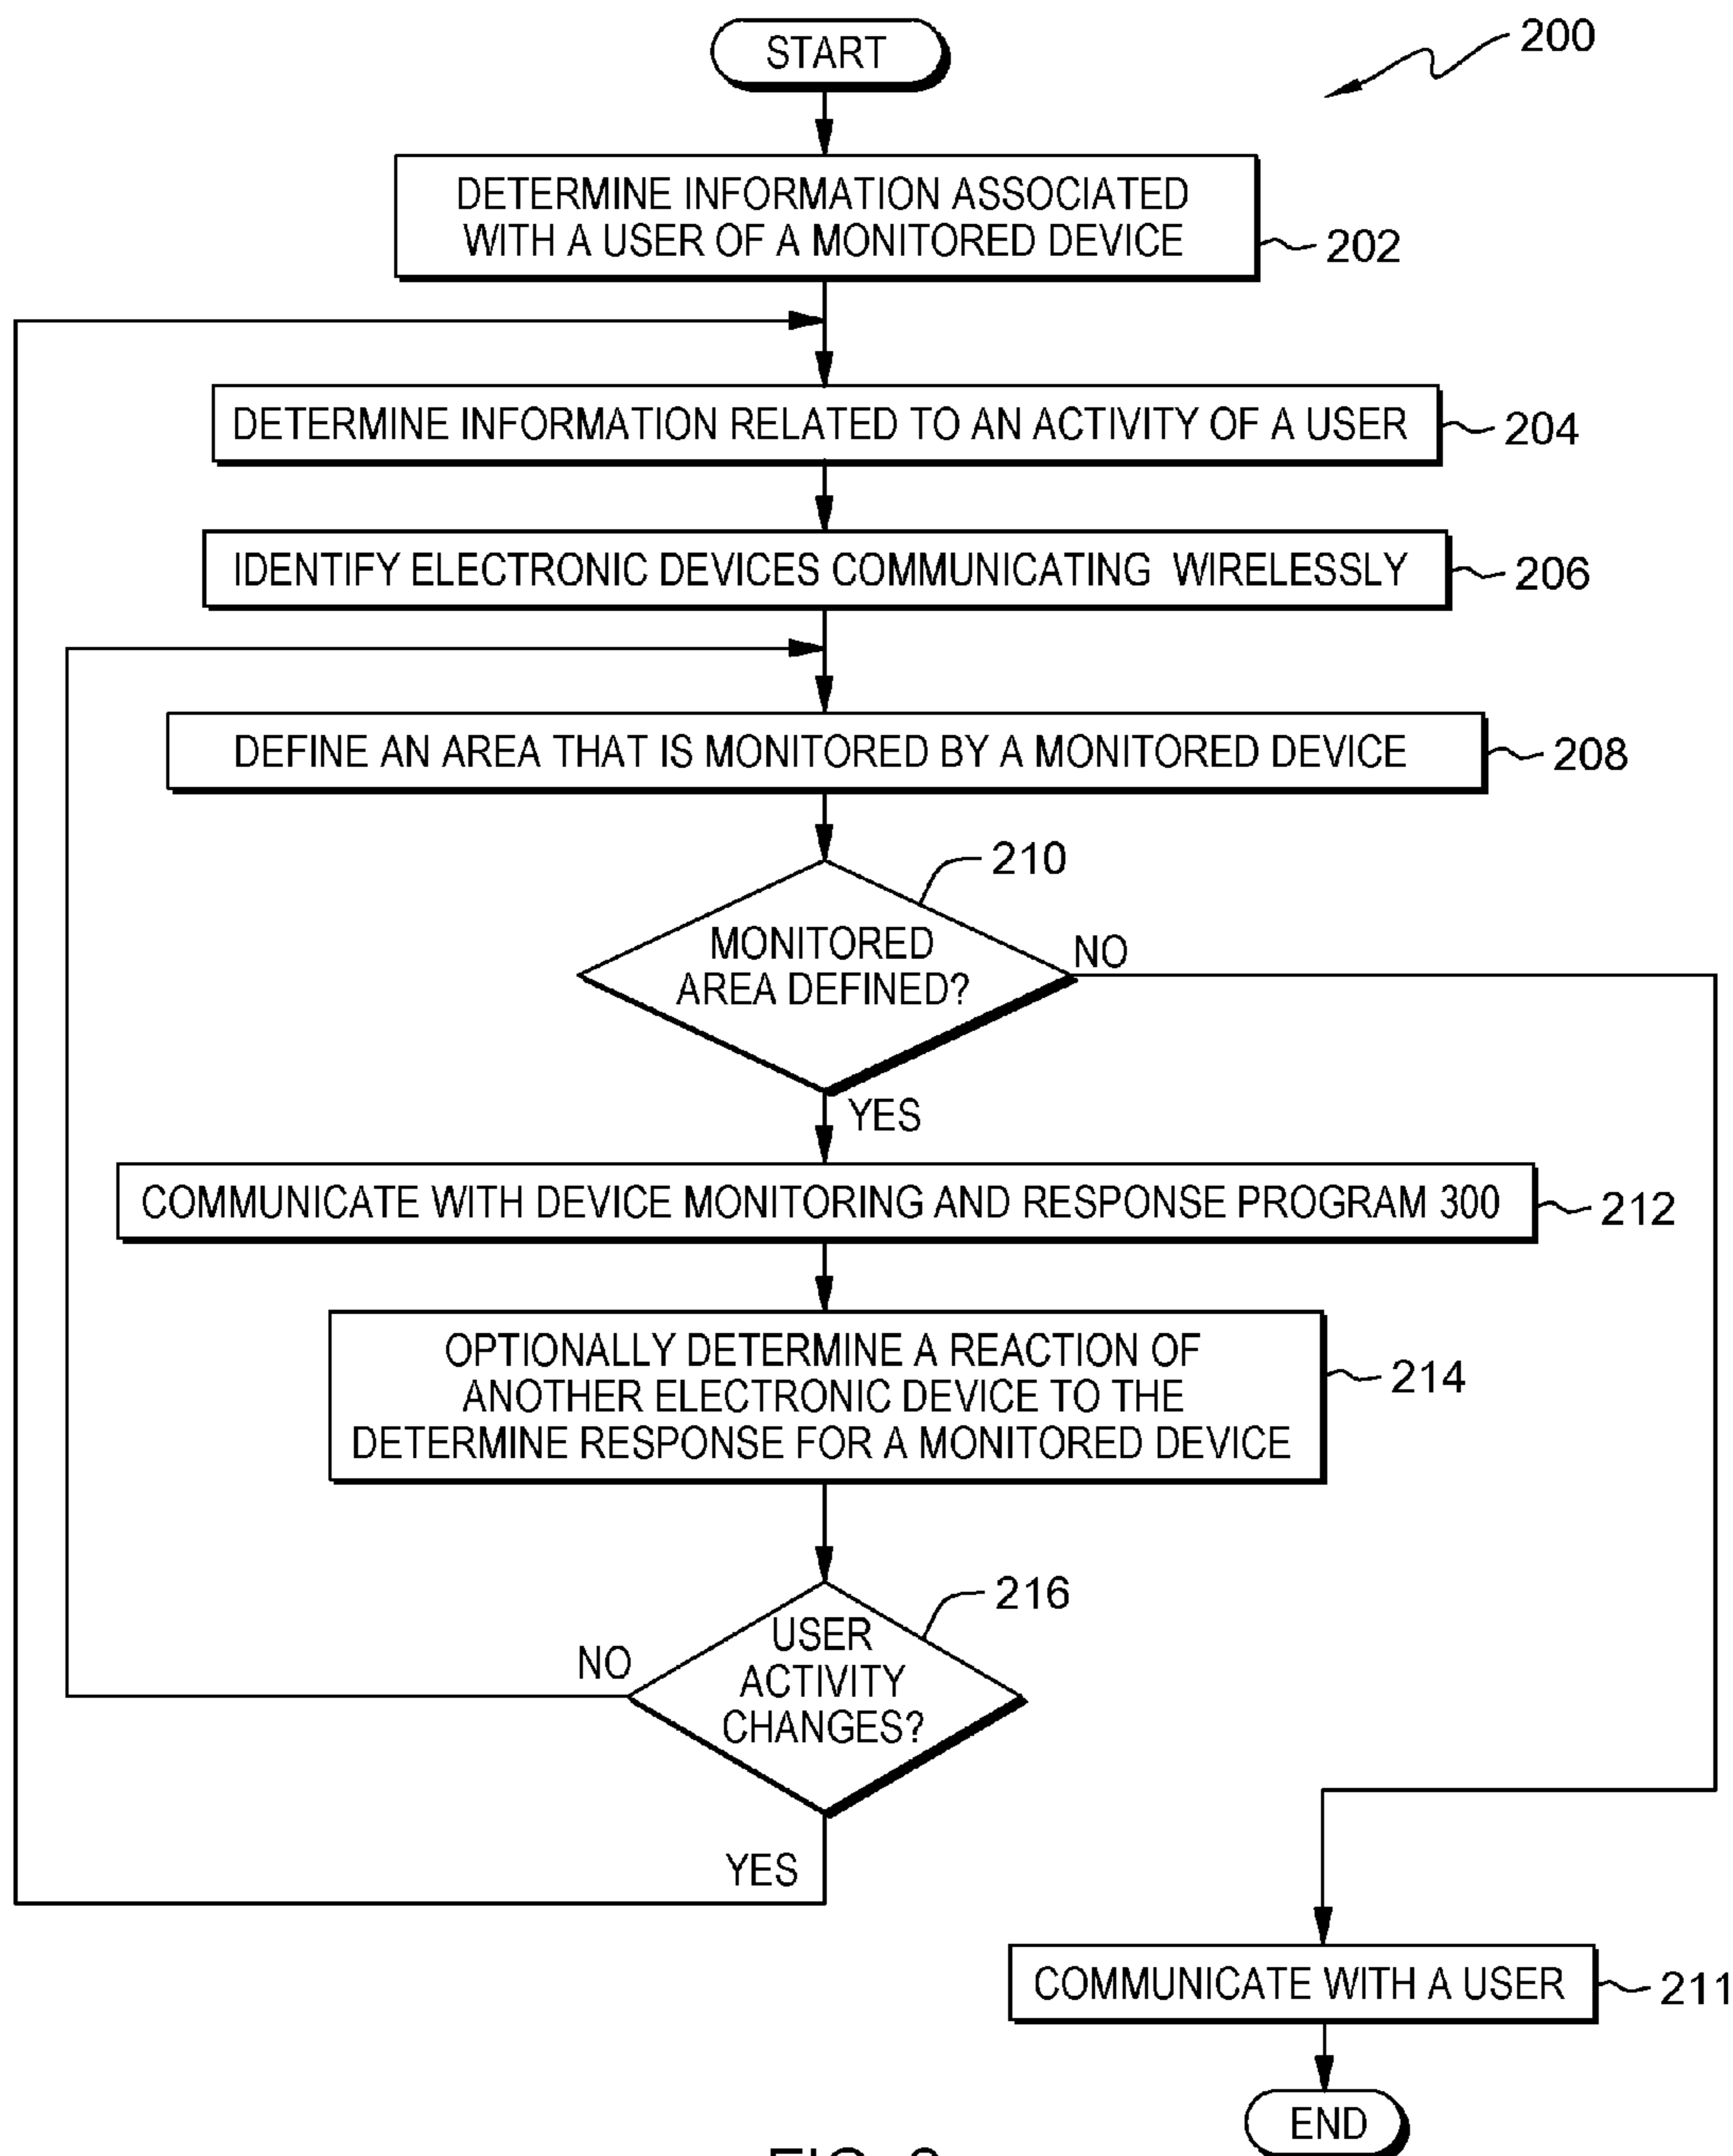 START
200
DETERMINE INFORMATION ASSOCIATED
WITH A USER OF A MONITORED DEVICE
202
DETERMINE INFORMATION RELATED TO AN ACTIVITY OF A USER
204
IDENTIFY ELECTRONIC DEVICES COMMUNICATING WIRELESSLY
206
DEFINE AN AREA THAT IS MONITORED BY A MONITORED DEVICE
208
210
MONITORED
AREA DEFINED?
NO
YES
COMMUNICATE WITH DEVICE MONITORING AND RESPONSE PROGRAM 300
212
OPTIONALLY DETERMINE A REACTION OF
ANOTHER ELECTRONIC DEVICE TO THE
DETERMINE RESPONSE FOR A MONITORED DEVICE
214
216
USER
ACTIVITY
CHANGES?
NO
YES
COMMUNICATE WITH A USER
211
END